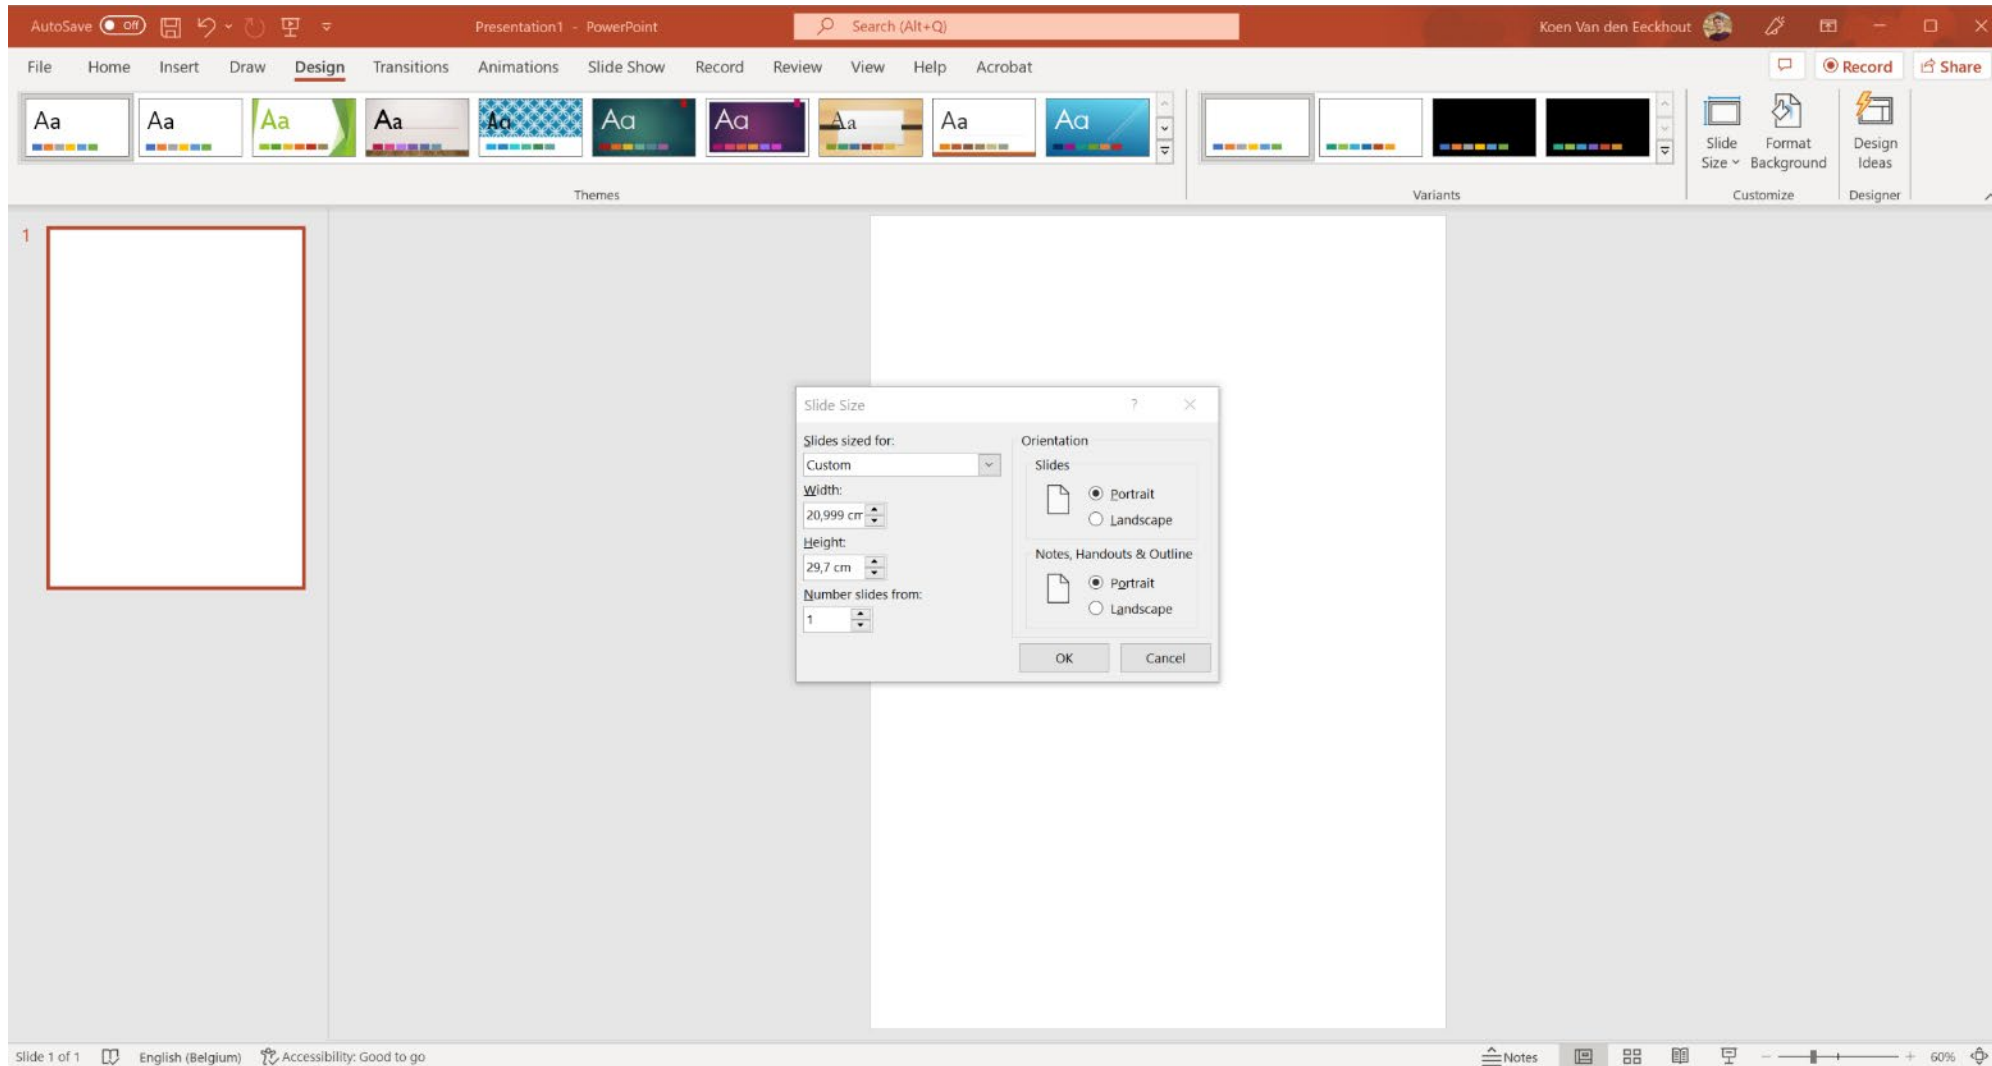 AutoSave Off Presentation1 - PowerPoint Search (Alt+Q) Koen Van den Eeckhout
File Home Insert Draw Design Transitions Animations Slide Show Record Review View Help Acrobat Record Share
Aa Aa Aa Aa Aa Aa Aa Aa Aa Aa
Slide Size Format Background Design Ideas
Themes Variants Customize Designer
1
Slide Size ?
Slides sized for:
Custom
Width:
20,999 cm
Height:
29,7 cm
Number slides from:
1
Orientation
Slides
Portrait
Landscape
Notes, Handouts & Outline
Portrait
Landscape
OK Cancel
Slide 1 of 1 English (Belgium) Accessibility: Good to go Notes 60%